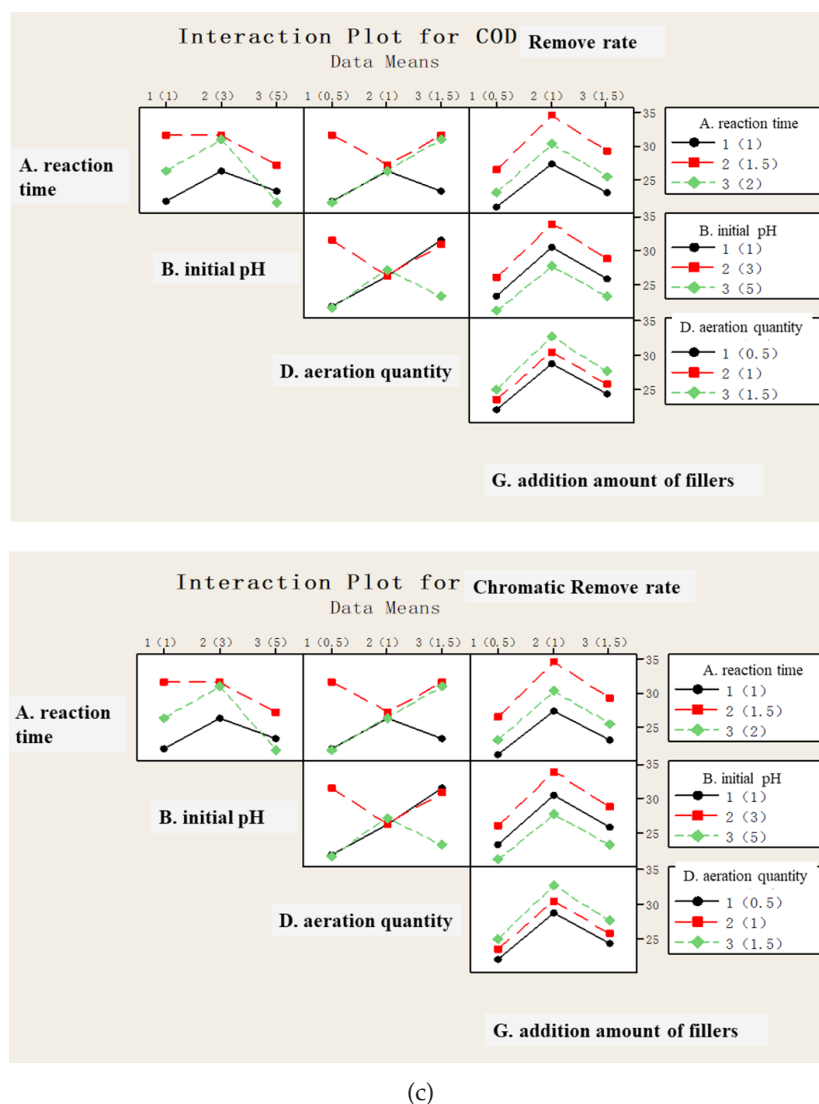 Interaction Plot for COD Remove rate
Data Means
1（1） 2（3） 3（5） 1（0.5） 2（1） 3（1.5） 1（0.5） 2（1） 3（1.5）
A. reaction
time
35
30
25
A. reaction time
1（1）
2（1.5）
3（2）
B. initial pH
35
30
25
B. initial pH
1（1）
2（3）
3（5）
D. aeration quantity
35
30
25
D. aeration quantity
1（0.5）
2（1）
3（1.5）
G. addition amount of fillers
Interaction Plot for Chromatic Remove rate
Data Means
1（1） 2（3） 3（5） 1（0.5） 2（1） 3（1.5） 1（0.5） 2（1） 3（1.5）
A. reaction
time
35
30
25
A. reaction time
1（1）
2（1.5）
3（2）
B. initial pH
35
30
25
B. initial pH
1（1）
2（3）
3（5）
D. aeration quantity
35
30
25
D. aeration quantity
1（0.5）
2（1）
3（1.5）
G. addition amount of fillers
(c)